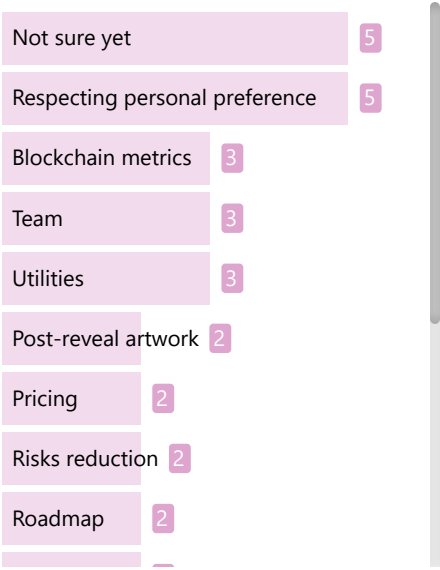 Not sure yet 5
Respecting personal preference 5
Blockchain metrics 3
Team 3
Utilities 3
Post-reveal artwork 2
Pricing 2
Risks reduction 2
Roadmap 2